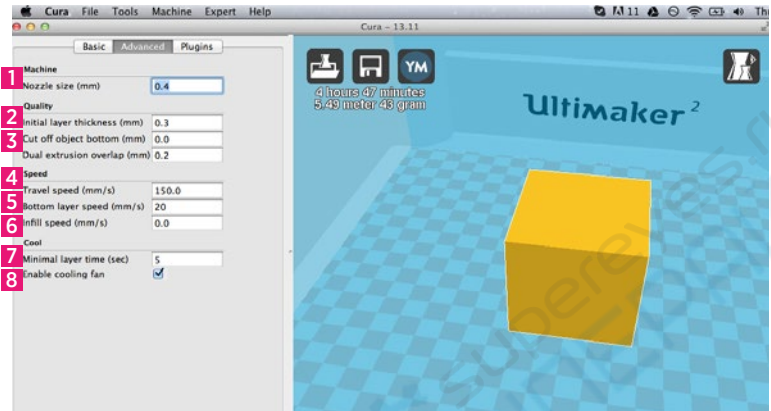 Cura File Tools Machine Expert Help
11
Cura – 13.11
Basic Advanced Plugins
Machine
1 Nozzle size (mm) 0.4
Quality
2 Initial layer thickness (mm) 0.3
3 Cut off object bottom (mm) 0.0
Dual extrusion overlap (mm) 0.2
Speed
4 Travel speed (mm/s) 150.0
5 Bottom layer speed (mm/s) 20
6 Infill speed (mm/s) 0.0
Cool
7 Minimal layer time (sec) 5
8 Enable cooling fan
YM
4 hours 47 minutes
5.49 meter 43 gram
Ultimaker 2
supereyes.ru